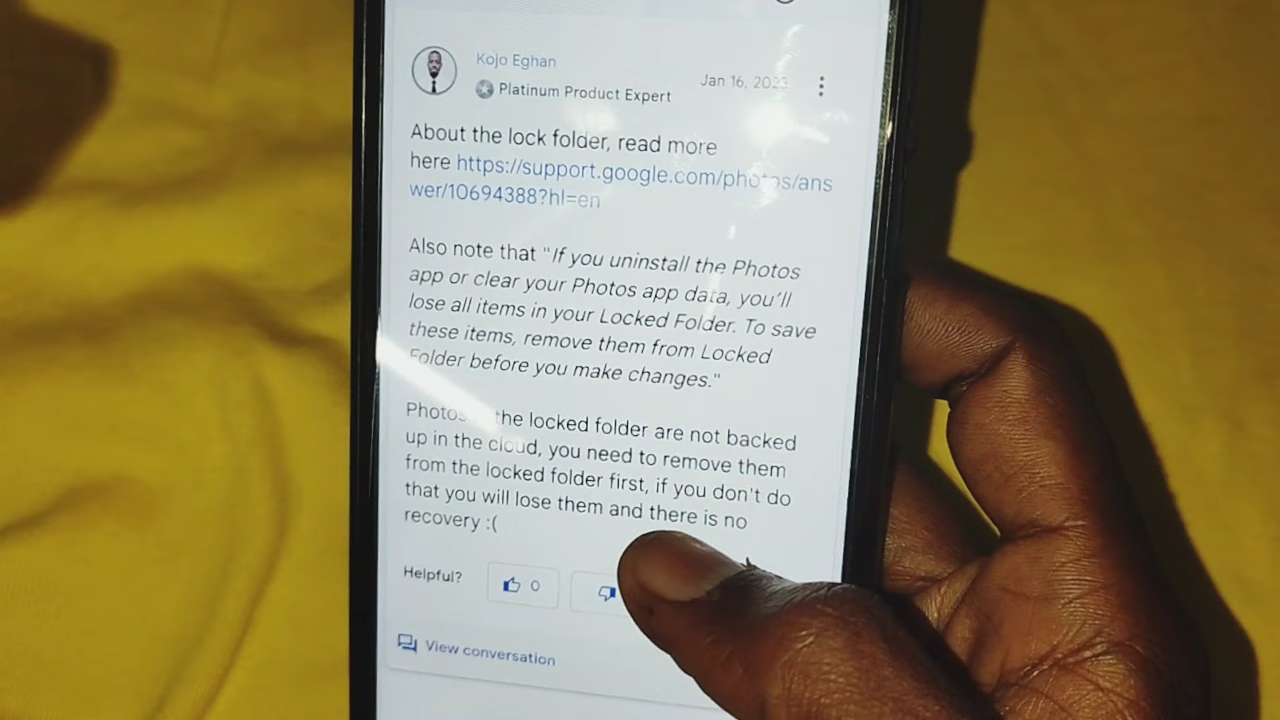 Kojo Eghan
Platinum Product Expert
Jan 16, 2023
About the lock folder, read more
here https://support.google.com/photos/ans
wer/10694388?hl=en
Also note that "If you uninstall the Photos
app or clear your Photos app data, you'll
lose all items in your Locked Folder. To save
these items, remove them from Locked
Folder before you make changes."
Photos the locked folder are not backed
up in the cloud, you need to remove them
from the locked folder first, if you don't do
that you will lose them and there is no
recovery :(
Helpful?
0
View conversation